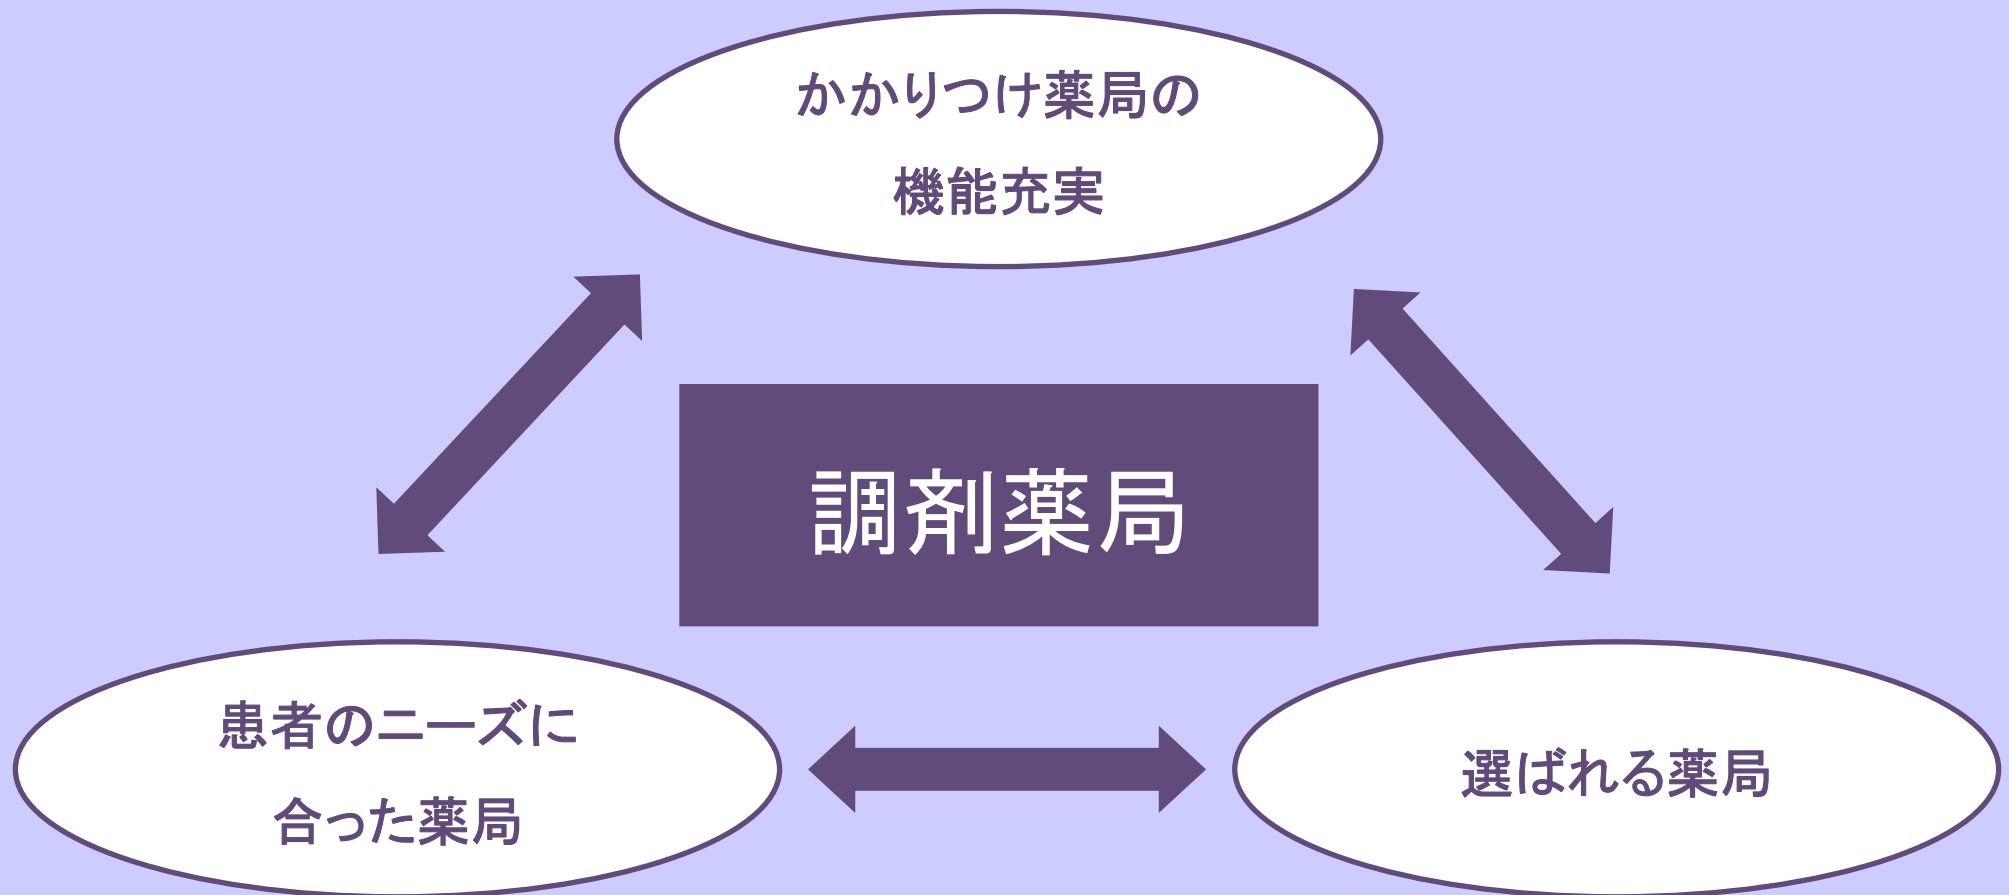 かかりつけ薬局の
機能充実
調剤薬局
患者のニーズに
合った薬局
選ばれる薬局